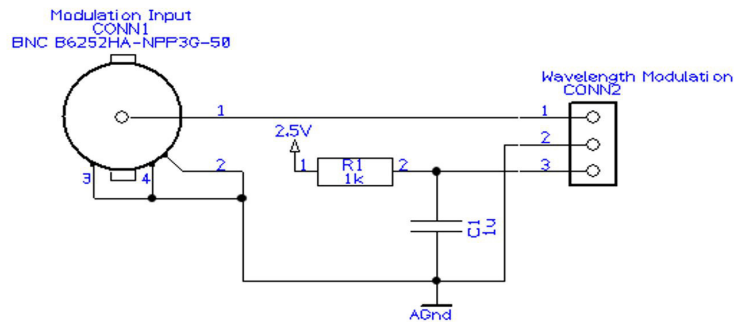 Modulation Input
CONN1
BNC B6252HA-NPP3G-50
Wavelength Modulation
CONN2
1
1
2.5V
2
1
R1
2
3
1k
2
3
4
C1
1u
AGnd